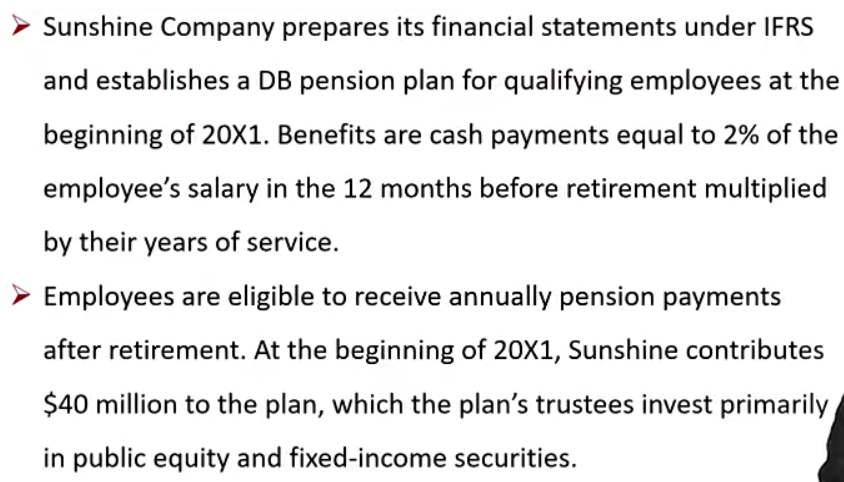 ➢ Sunshine Company prepares its financial statements under IFRS
and establishes a DB pension plan for qualifying employees at the
beginning of 20X1. Benefits are cash payments equal to 2% of the
employee's salary in the 12 months before retirement multiplied
by their years of service.
➢ Employees are eligible to receive annually pension payments
after retirement. At the beginning of 20X1, Sunshine contributes
$40 million to the plan, which the plan's trustees invest primarily
in public equity and fixed-income securities.